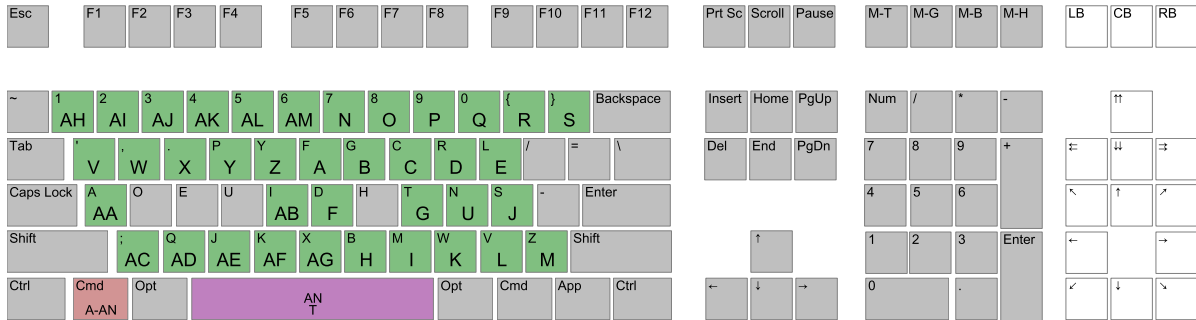 Esc F1 F2 F3 F4 F5 F6 F7 F8 F9 F10 F11 F12 Prt Sc Scroll Pause M-T M-G M-B M-H LB CB RB
~ 1 2 3 4 5 6 7 8 9 0 { } Backspace Insert Home PgUp Num / * - ⇈
AH AI AJ AK AL AM N O P Q R S
Tab ' , . P Y F G C R L / = \ Del End PgDn 7 8 9 + ⇇ ⇊ ⇉
V W X Y Z A B C D E
Caps Lock A O E U I D H T N S - Enter 4 5 6 ↖ ↑ ↗
AA AB F G U J
Shift ; Q J K X B M W V Z Shift ↑ 1 2 3 Enter ← →
AC AD AE AF AG H I K L M
Ctrl Cmd Opt Opt Cmd App Ctrl ← ↓ → 0 . ↙ ↓ ↘
A-AN AN
T